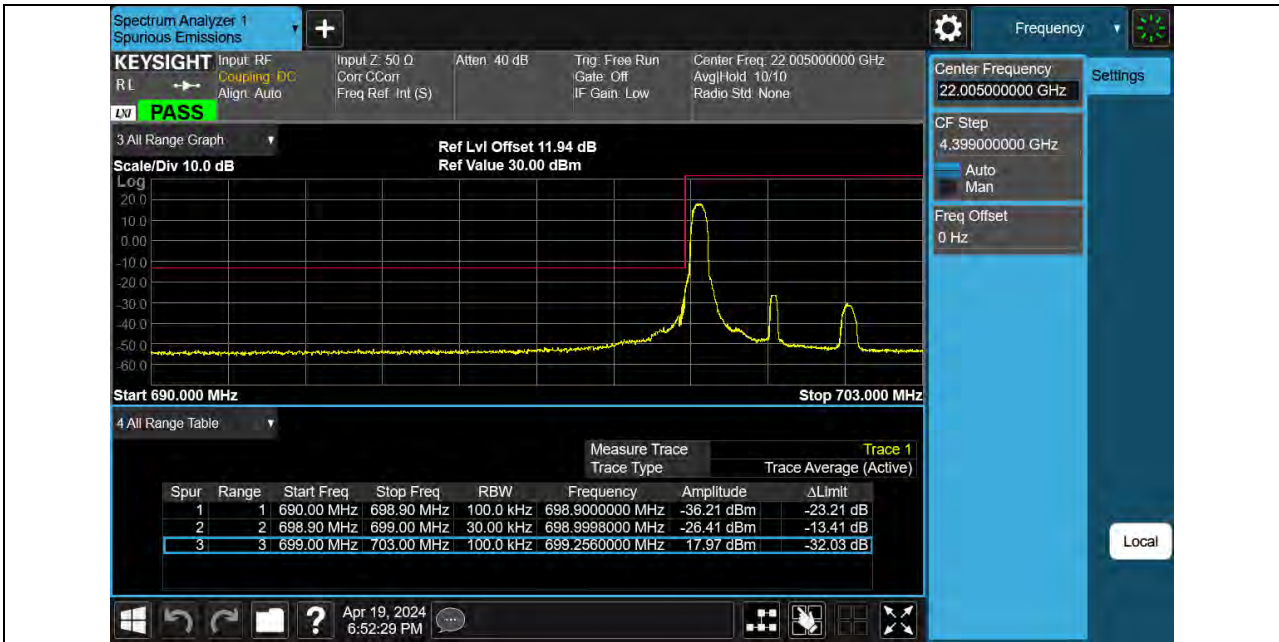 Spectrum Analyzer 1
Spurious Emissions
Frequency
KEYSIGHT Input: RF Input Z: 50 Ω Atten: 40 dB Trig: Free Run Center Freq: 22.005000000 GHz
RL Coupling: DC Corr CCorr Gate: Off Avg|Hold: 10/10
Align: Auto Freq Ref: Int (S) IF Gain: Low Radio Std: None
LXI PASS
Center Frequency
22.005000000 GHz
Settings
CF Step
4.399000000 GHz
Auto
Man
Freq Offset
0 Hz
3 All Range Graph
Ref Lvl Offset 11.94 dB
Scale/Div 10.0 dB Ref Value 30.00 dBm
Log
20.0
10.0
0.00
-10.0
-20.0
-30.0
-40.0
-50.0
-60.0
Start 690.000 MHz Stop 703.000 MHz
4 All Range Table
Measure Trace Trace 1
Trace Type Trace Average (Active)
Spur Range Start Freq Stop Freq RBW Frequency Amplitude ΔLimit
1 1 690.00 MHz 698.90 MHz 100.0 kHz 698.9000000 MHz -36.21 dBm -23.21 dB
2 2 698.90 MHz 699.00 MHz 30.00 kHz 698.9998000 MHz -26.41 dBm -13.41 dB
3 3 699.00 MHz 703.00 MHz 100.0 kHz 699.2560000 MHz 17.97 dBm -32.03 dB
Local
? Apr 19, 2024
6:52:29 PM